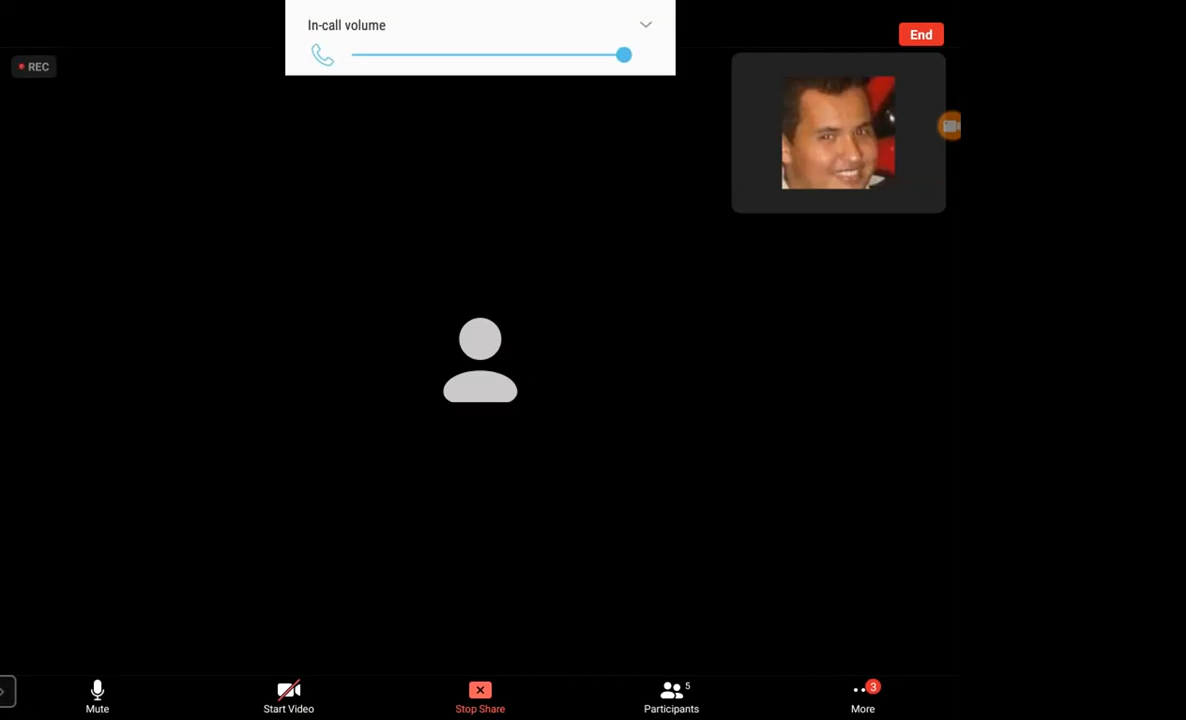 In-call volume
End
REC
Mute
Start Video
Stop Share
Participants
5
More
3